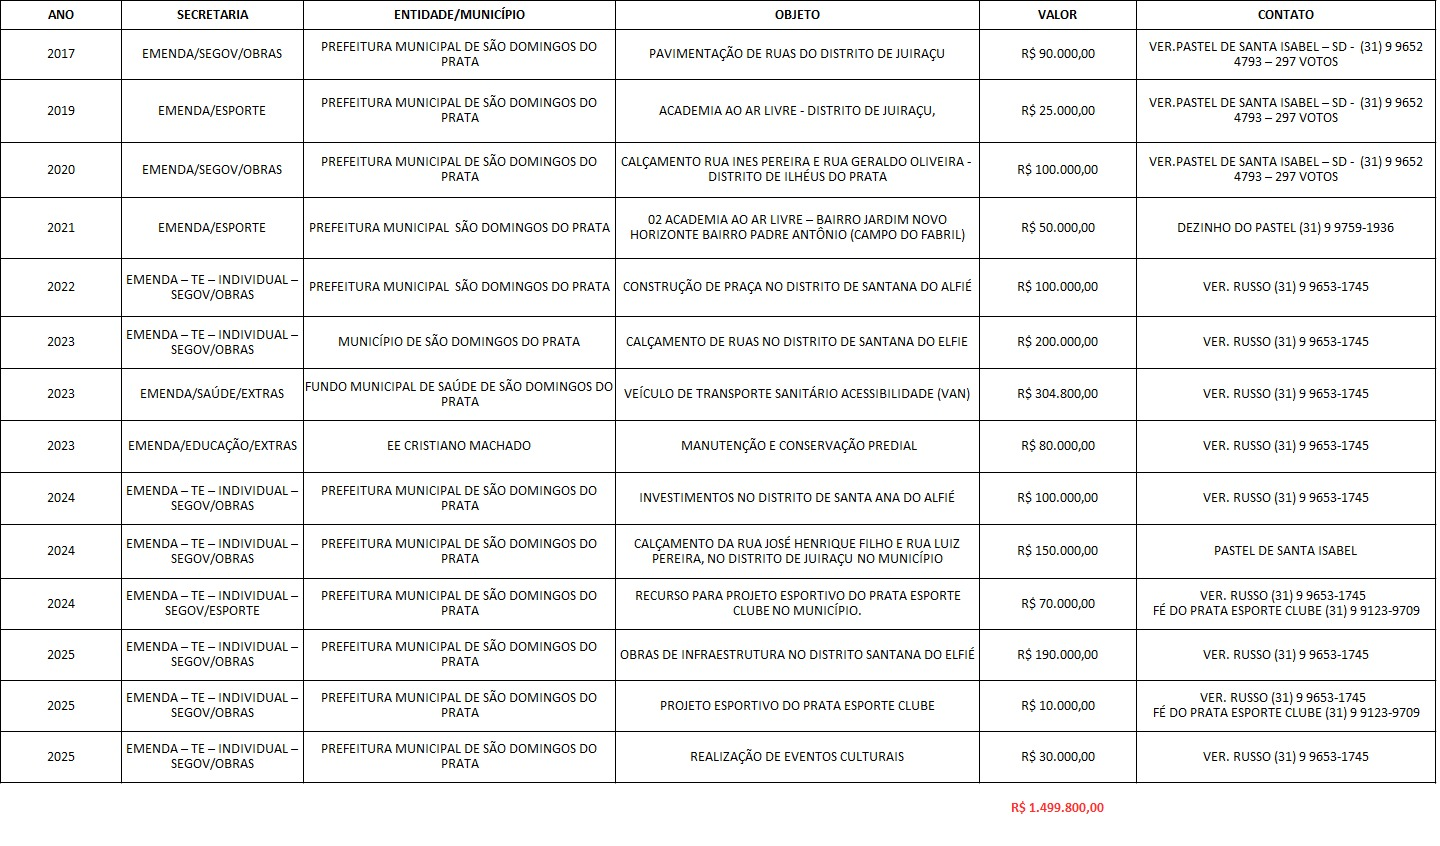 ANO SECRETARIA ENTIDADE/MUNICÍPIO OBJETO VALOR CONTATO
2017 EMENDA/SEGOV/OBRAS PREFEITURA MUNICIPAL DE SÃO DOMINGOS DO
PRATA PAVIMENTAÇÃO DE RUAS DO DISTRITO DE JUIRAÇU R$ 90.000,00 VER.PASTEL DE SANTA ISABEL – SD - (31) 9 9652
4793 – 297 VOTOS
2019 EMENDA/ESPORTE PREFEITURA MUNICIPAL DE SÃO DOMINGOS DO
PRATA ACADEMIA AO AR LIVRE - DISTRITO DE JUIRAÇU, R$ 25.000,00 VER.PASTEL DE SANTA ISABEL – SD - (31) 9 9652
4793 – 297 VOTOS
2020 EMENDA/SEGOV/OBRAS PREFEITURA MUNICIPAL DE SÃO DOMINGOS DO
PRATA CALÇAMENTO RUA INES PEREIRA E RUA GERALDO OLIVEIRA -
DISTRITO DE ILHÉUS DO PRATA R$ 100.000,00 VER.PASTEL DE SANTA ISABEL – SD - (31) 9 9652
4793 – 297 VOTOS
2021 EMENDA/ESPORTE PREFEITURA MUNICIPAL SÃO DOMINGOS DO PRATA 02 ACADEMIA AO AR LIVRE – BAIRRO JARDIM NOVO
HORIZONTE BAIRRO PADRE ANTÔNIO (CAMPO DO FABRIL) R$ 50.000,00 DEZINHO DO PASTEL (31) 9 9759-1936
2022 EMENDA – TE – INDIVIDUAL –
SEGOV/OBRAS PREFEITURA MUNICIPAL SÃO DOMINGOS DO PRATA CONSTRUÇÃO DE PRAÇA NO DISTRITO DE SANTANA DO ALFIÉ R$ 100.000,00 VER. RUSSO (31) 9 9653-1745
2023 EMENDA – TE – INDIVIDUAL –
SEGOV/OBRAS MUNICÍPIO DE SÃO DOMINGOS DO PRATA CALÇAMENTO DE RUAS NO DISTRITO DE SANTANA DO ELFIE R$ 200.000,00 VER. RUSSO (31) 9 9653-1745
2023 EMENDA/SAÚDE/EXTRAS FUNDO MUNICIPAL DE SAÚDE DE SÃO DOMINGOS DO
PRATA VEÍCULO DE TRANSPORTE SANITÁRIO ACESSIBILIDADE (VAN) R$ 304.800,00 VER. RUSSO (31) 9 9653-1745
2023 EMENDA/EDUCAÇÃO/EXTRAS EE CRISTIANO MACHADO MANUTENÇÃO E CONSERVAÇÃO PREDIAL R$ 80.000,00 VER. RUSSO (31) 9 9653-1745
2024 EMENDA – TE – INDIVIDUAL –
SEGOV/OBRAS PREFEITURA MUNICIPAL DE SÃO DOMINGOS DO
PRATA INVESTIMENTOS NO DISTRITO DE SANTA ANA DO ALFIÉ R$ 100.000,00 VER. RUSSO (31) 9 9653-1745
2024 EMENDA – TE – INDIVIDUAL –
SEGOV/OBRAS PREFEITURA MUNICIPAL DE SÃO DOMINGOS DO
PRATA CALÇAMENTO DA RUA JOSÉ HENRIQUE FILHO E RUA LUIZ
PEREIRA, NO DISTRITO DE JUIRAÇU NO MUNICÍPIO R$ 150.000,00 PASTEL DE SANTA ISABEL
2024 EMENDA – TE – INDIVIDUAL –
SEGOV/ESPORTE PREFEITURA MUNICIPAL DE SÃO DOMINGOS DO
PRATA RECURSO PARA PROJETO ESPORTIVO DO PRATA ESPORTE
CLUBE NO MUNICÍPIO. R$ 70.000,00 VER. RUSSO (31) 9 9653-1745
FÉ DO PRATA ESPORTE CLUBE (31) 9 9123-9709
2025 EMENDA – TE – INDIVIDUAL –
SEGOV/OBRAS PREFEITURA MUNICIPAL DE SÃO DOMINGOS DO
PRATA OBRAS DE INFRAESTRUTURA NO DISTRITO SANTANA DO ELFIÉ R$ 190.000,00 VER. RUSSO (31) 9 9653-1745
2025 EMENDA – TE – INDIVIDUAL –
SEGOV/OBRAS PREFEITURA MUNICIPAL DE SÃO DOMINGOS DO
PRATA PROJETO ESPORTIVO DO PRATA ESPORTE CLUBE R$ 10.000,00 VER. RUSSO (31) 9 9653-1745
FÉ DO PRATA ESPORTE CLUBE (31) 9 9123-9709
2025 EMENDA – TE – INDIVIDUAL –
SEGOV/OBRAS PREFEITURA MUNICIPAL DE SÃO DOMINGOS DO
PRATA REALIZAÇÃO DE EVENTOS CULTURAIS R$ 30.000,00 VER. RUSSO (31) 9 9653-1745
R$ 1.499.800,00